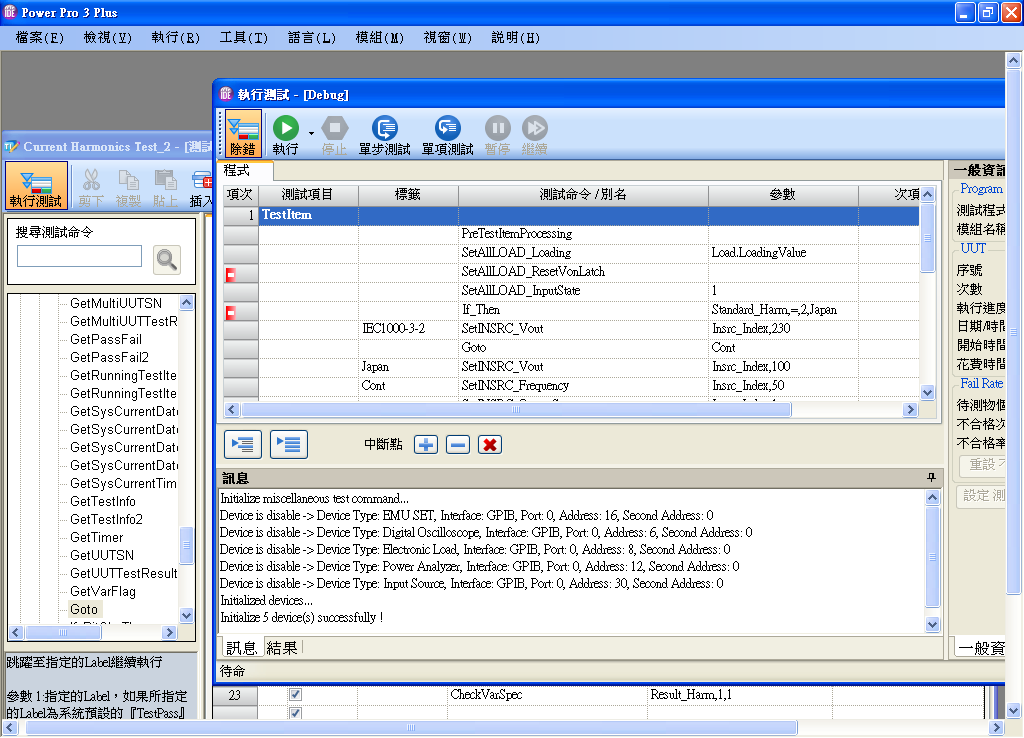 Power Pro 3 Plus
檔案(F) 檢視(V) 執行(R) 工具(T) 語言(L) 模組(M) 視窗(W) 說明(H)
Current Harmonics Test_2 - [測試
執行測試 剪下 複製 貼上 插入
搜尋測試命令
GetMultiUUTSN
GetMultiUUTTestR
GetPassFail
GetPassFail2
GetRunningTestIte
GetRunningTestIte
GetSysCurrentDate
GetSysCurrentDate
GetSysCurrentDate
GetSysCurrentDate
GetSysCurrentTim
GetTestInfo
GetTestInfo2
GetTimer
GetUUTSN
GetUUTTestResult
GetVarFlag
Goto
跳躍至指定的Label繼續執行
參數 1:指定的Label，如果所指定
的Label為系統預設的『TestPass』
執行測試 - [Debug]
除錯 執行 停止 單步測試 單項測試 暫停 繼續
程式
項次 測試項目 標籤 測試命令 / 別名 參數 次項
1 TestItem
PreTestItemProcessing
SetAllLOAD_Loading Load.LoadingValue
SetAllLOAD_ResetVonLatch
SetAllLOAD_InputState 1
If_Then Standard_Harm,=,2,Japan
IEC1000-3-2 SetINSRC_Vout Insrc_Index,230
Goto Cont
Japan SetINSRC_Vout Insrc_Index,100
Cont SetINSRC_Frequency Insrc_Index,50
中斷點
訊息
Initialize miscellaneous test command...
Device is disable -> Device Type: EMU SET, Interface: GPIB, Port: 0, Address: 16, Second Address: 0
Device is disable -> Device Type: Digital Oscilloscope, Interface: GPIB, Port: 0, Address: 6, Second Address: 0
Device is disable -> Device Type: Electronic Load, Interface: GPIB, Port: 0, Address: 8, Second Address: 0
Device is disable -> Device Type: Power Analyzer, Interface: GPIB, Port: 0, Address: 12, Second Address: 0
Device is disable -> Device Type: Input Source, Interface: GPIB, Port: 0, Address: 30, Second Address: 0
Initialized devices...
Initialize 5 device(s) successfully !
訊息 結果
待命
一般資訊
Program
測試程式
模組名稱
UUT
序號
次數
執行進度
日期/時間
開始時間
花費時間
Fail Rate
待測物個
不合格次
不合格率
重設 不
設定 測
一般資
23 CheckVarSpec Result_Harm,1,1